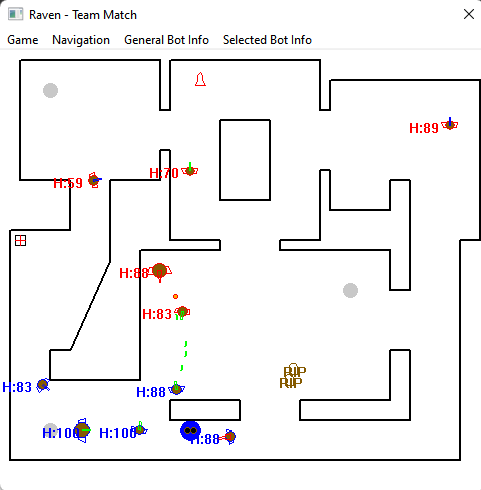 Raven - Team Match
Game Navigation General Bot Info Selected Bot Info
H:89
H:59
H:70
H:88
H:83
RIP
RIP
H:83
H:88
H:100
H:100
H:88